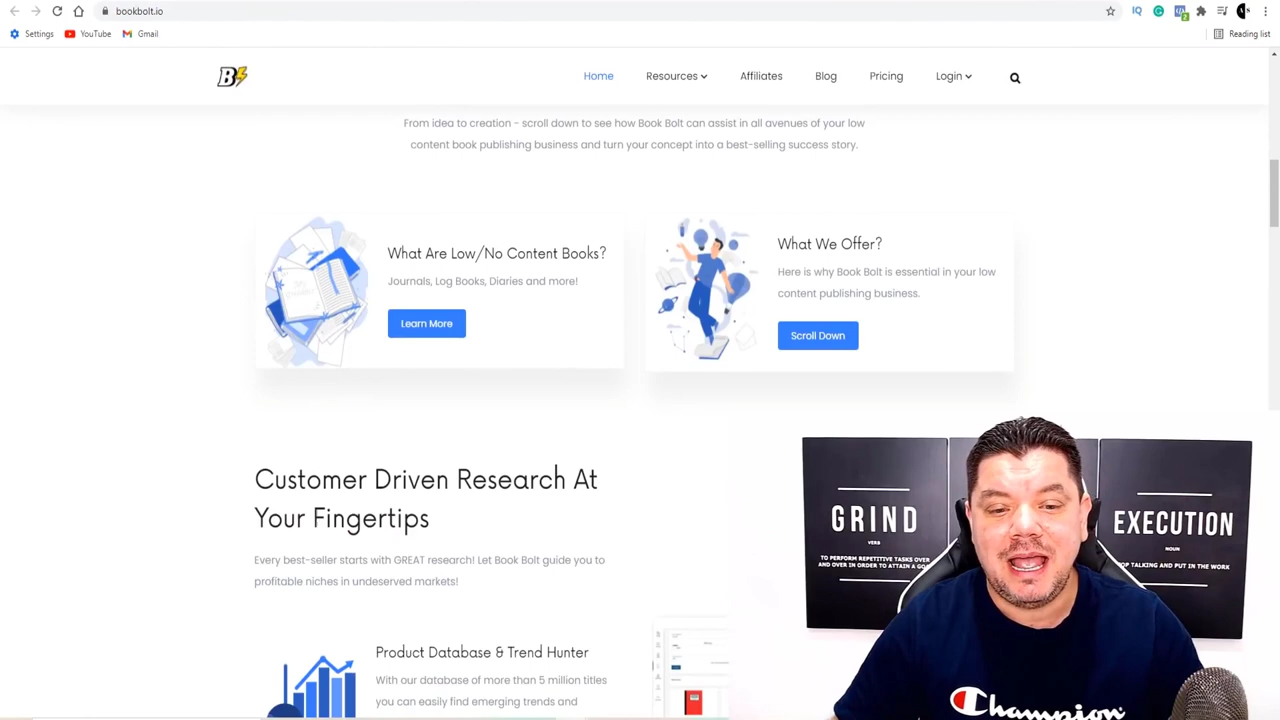 bookbolt.io
Settings YouTube Gmail Reading list
B Home Resources Affiliates Blog Pricing Login
From idea to creation - scroll down to see how Book Bolt can assist in all avenues of your low
content book publishing business and turn your concept into a best-selling success story.
What Are Low/No Content Books?
Journals, Log Books, Diaries and more!
Learn More
What We Offer?
Here is why Book Bolt is essential in your low
content publishing business.
Scroll Down
Customer Driven Research At
Your Fingertips
Every best-seller starts with GREAT research! Let Book Bolt guide you to
profitable niches in undeserved markets!
Product Database & Trend Hunter
With our database of more than 5 million titles
you can easily find emerging trends and
GRIND
VERB
TO PERFORM REPETITIVE TASKS OVER
AND OVER IN ORDER TO ATTAIN A
EXECUTION
NOUN
TALKING AND PUT IN THE WORK
Champion